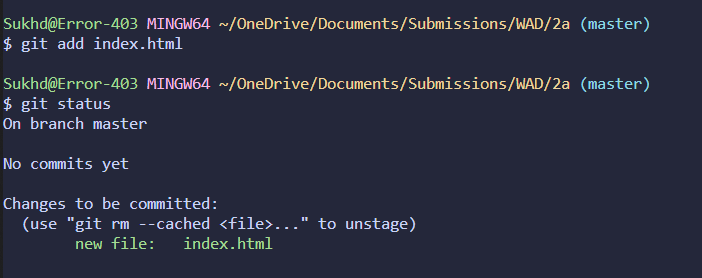 Sukhd@Error-403 MINGW64 ~/OneDrive/Documents/Submissions/WAD/2a (master)
$ git add index.html
Sukhd@Error-403 MINGW64 ~/OneDrive/Documents/Submissions/WAD/2a (master)
$ git status
On branch master
No commits yet
Changes to be committed:
  (use "git rm --cached <file>..." to unstage)
        new file:   index.html